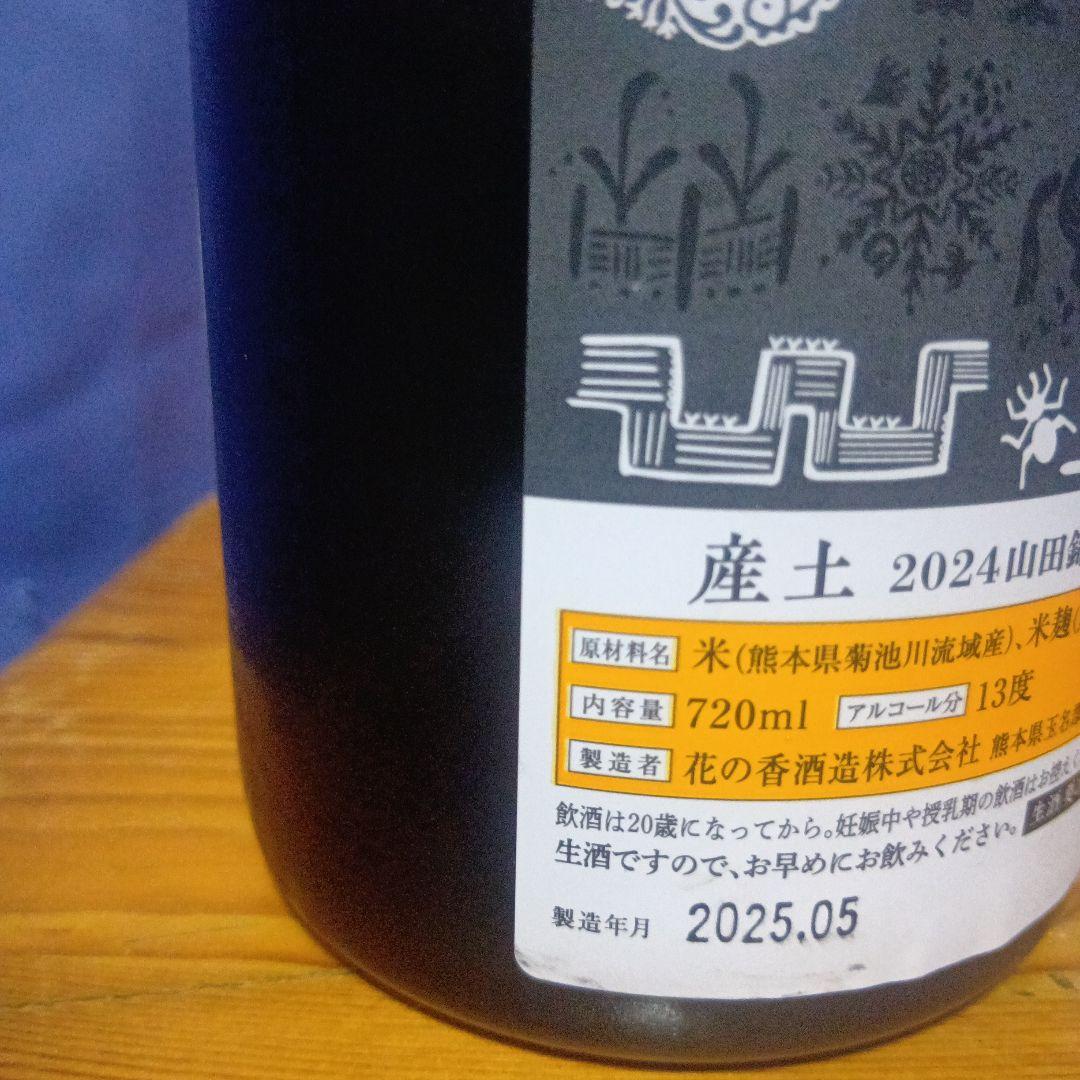 産土 2024山田錦
原材料名 米(熊本県菊池川流域産)、米麹(
内容量 720ml アルコール分 13度
製造者 花の香酒造株式会社 熊本県玉名
飲酒は20歳になってから。妊娠中や授乳期の飲酒はお控え
生酒ですので、お早めにお飲みください。
製造年月 2025.05